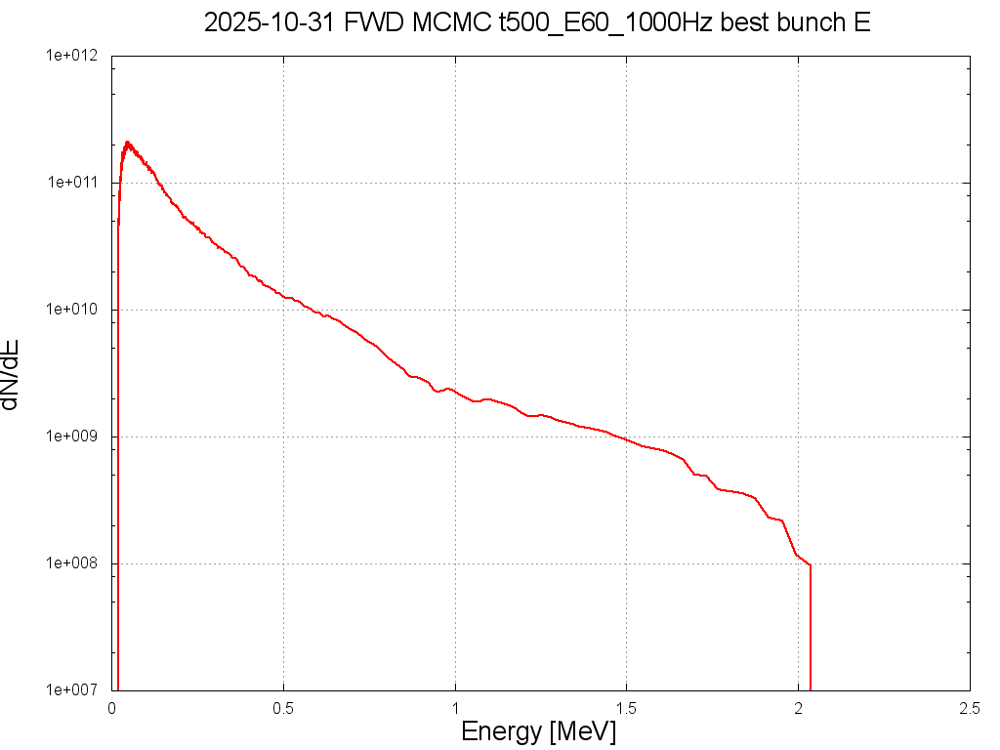 2025-10-31 FWD MCMC t500_E60_1000Hz best bunch E
1e+012
1e+011
1e+010
1e+009
1e+008
1e+007
dN/dE
0 0.5 1 1.5 2 2.5
Energy [MeV]